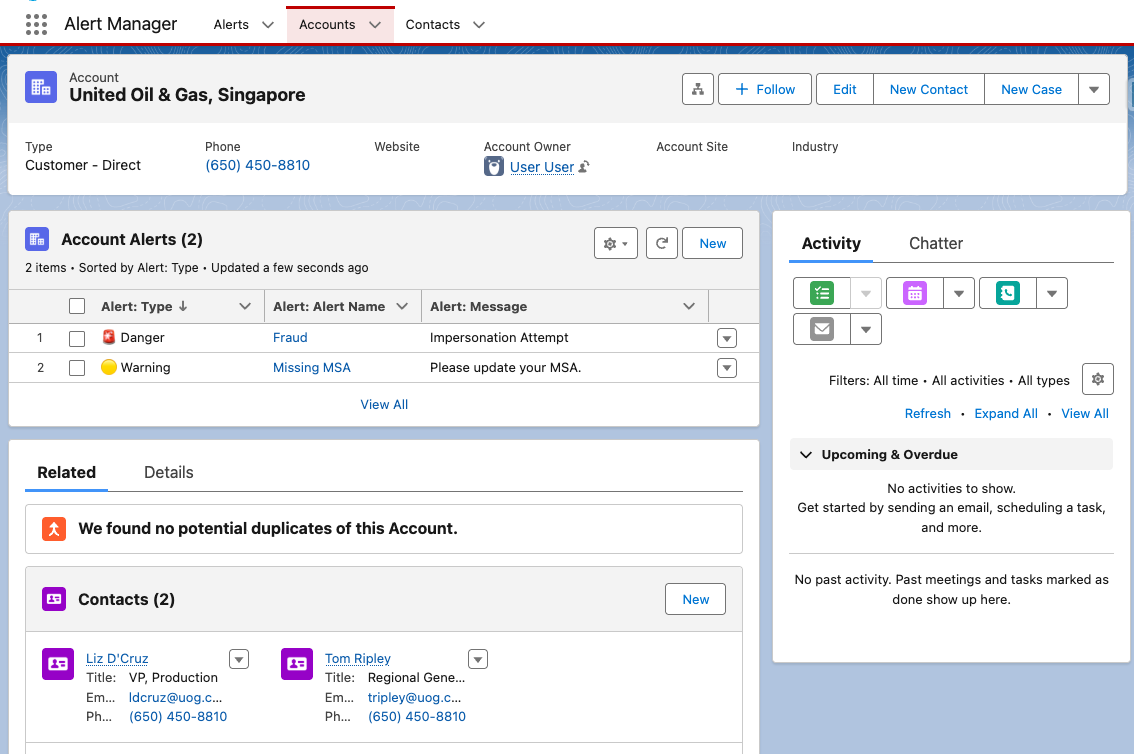 Alert Manager Alerts Accounts Contacts
Account
United Oil & Gas, Singapore
Follow Edit New Contact New Case
Type Phone Website Account Owner Account Site Industry
Customer - Direct (650) 450-8810 User User
Account Alerts (2)
New
2 items • Sorted by Alert: Type • Updated a few seconds ago
Alert: Type Alert: Alert Name Alert: Message
1 Danger Fraud Impersonation Attempt
2 Warning Missing MSA Please update your MSA.
View All
Related Details
We found no potential duplicates of this Account.
Contacts (2)
New
Liz D'Cruz
Title: VP, Production
Em... ldcruz@uog.c...
Ph... (650) 450-8810
Tom Ripley
Title: Regional Gene...
Em... tripley@uog.c...
Ph... (650) 450-8810
Activity Chatter
Filters: All time • All activities • All types
Refresh • Expand All • View All
Upcoming & Overdue
No activities to show.
Get started by sending an email, scheduling a task,
and more.
No past activity. Past meetings and tasks marked as
done show up here.